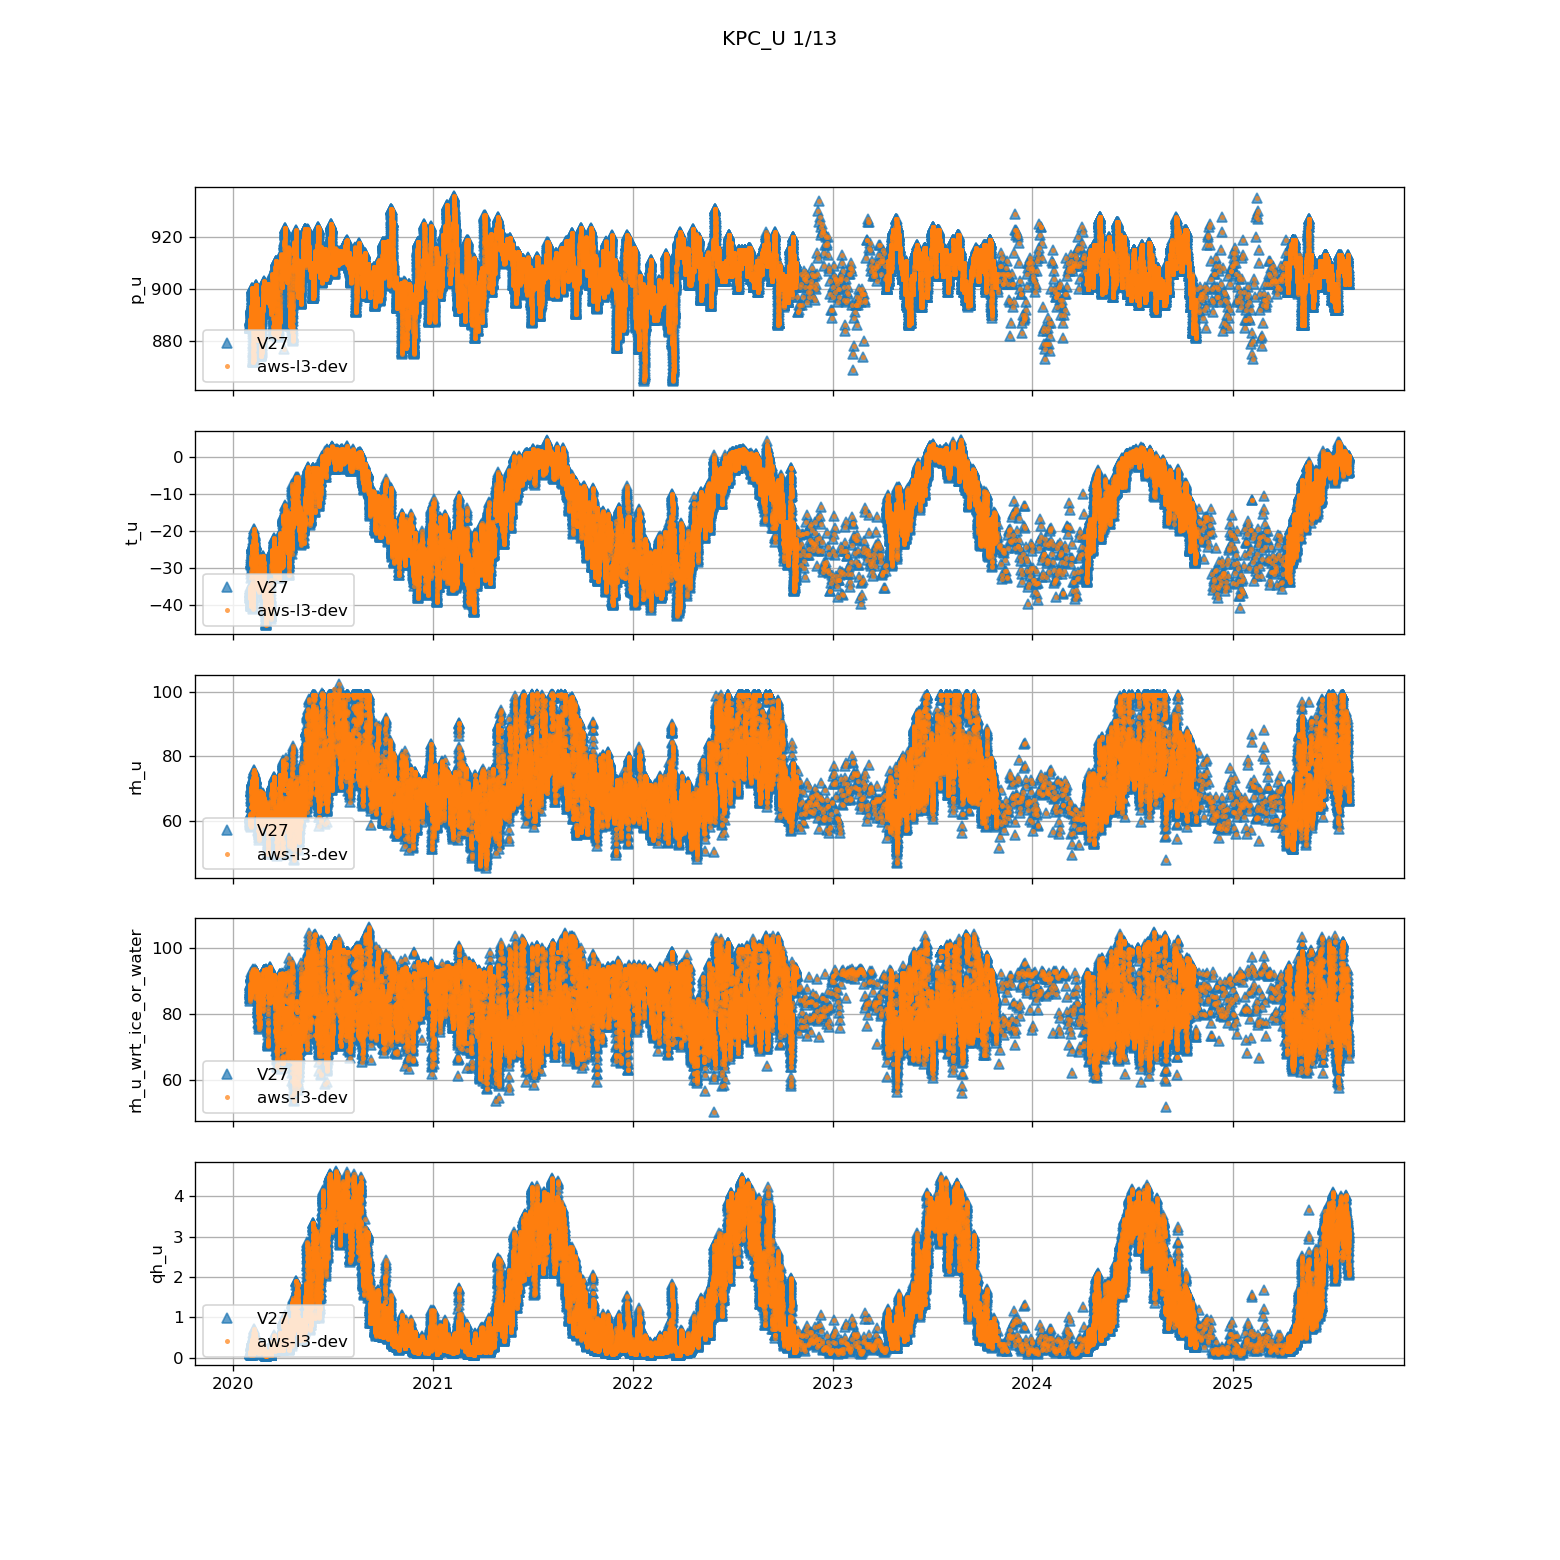 KPC_U 1/13
920
900
880
p_u
V27
aws-l3-dev
0
−10
−20
−30
−40
t_u
V27
aws-l3-dev
100
80
60
rh_u
V27
aws-l3-dev
100
80
60
rh_u_wrt_ice_or_water
V27
aws-l3-dev
4
3
2
1
0
qh_u
V27
aws-l3-dev
2020 2021 2022 2023 2024 2025